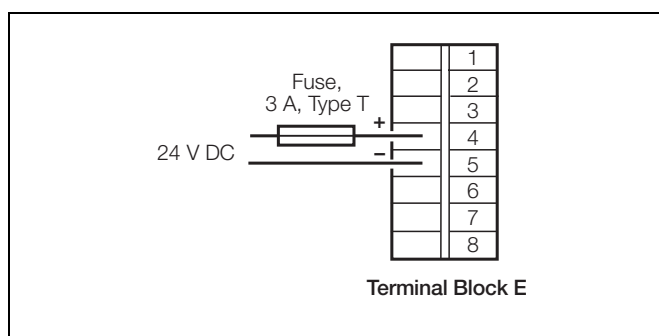 1
2
Fuse,
3 A, Type T
3
+
4
24 V DC
–
5
6
7
8
Terminal Block E